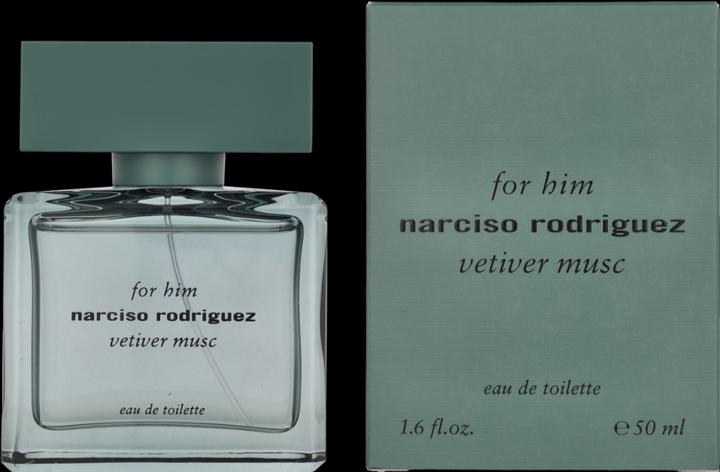 for him
narciso rodriguez
vetiver musc
eau de toilette
for him
narciso rodriguez
vetiver musc
eau de toilette
1.6 fl.oz. ℮50 ml